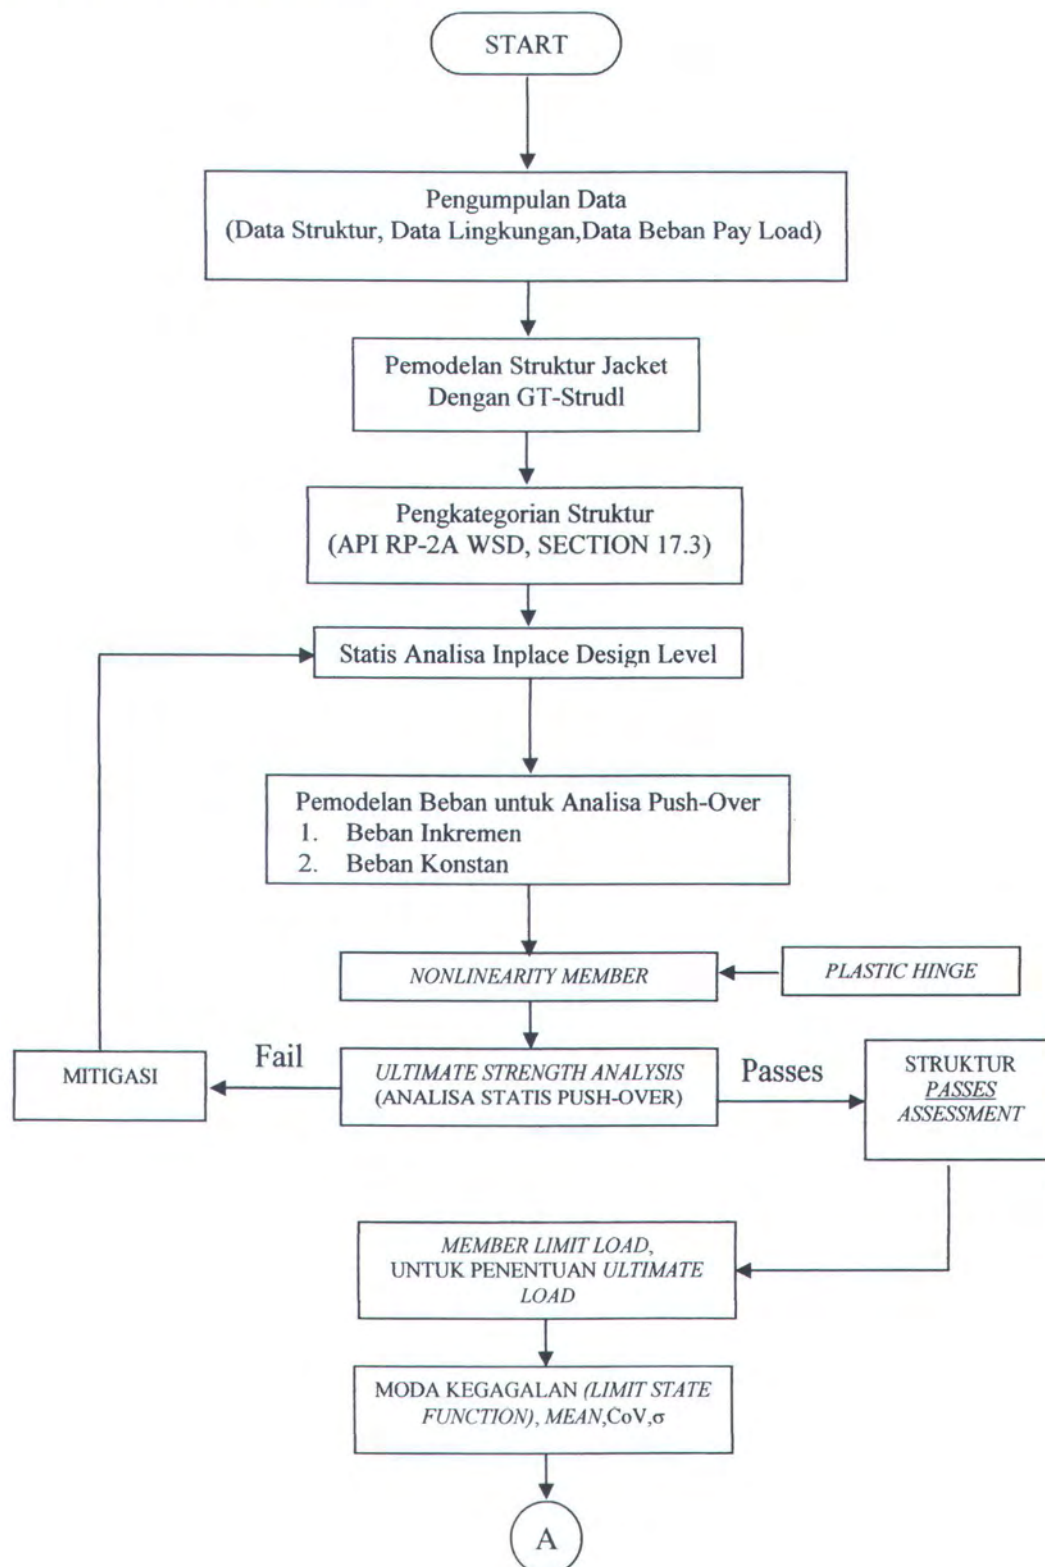 START
Pengumpulan Data
(Data Struktur, Data Lingkungan,Data Beban Pay Load)
Pemodelan Struktur Jacket
Dengan GT-Strudl
Pengkategorian Struktur
(API RP-2A WSD, SECTION 17.3)
Statis Analisa Inplace Design Level
Pemodelan Beban untuk Analisa Push-Over
1. Beban Inkremen
2. Beban Konstan
NONLINEARITY MEMBER
PLASTIC HINGE
MITIGASI
Fail
ULTIMATE STRENGTH ANALYSIS
(ANALISA STATIS PUSH-OVER)
Passes
STRUKTUR
PASSES
ASSESSMENT
MEMBER LIMIT LOAD,
UNTUK PENENTUAN ULTIMATE
LOAD
MODA KEGAGALAN (LIMIT STATE
FUNCTION), MEAN,CoV,σ
A